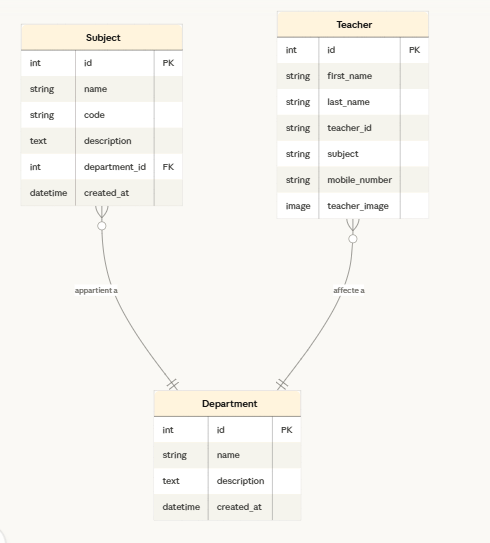 Subject
int id PK
string name
string code
text description
int department_id FK
datetime created_at
Teacher
int id PK
string first_name
string last_name
string teacher_id
string subject
string mobile_number
image teacher_image
appartient a
affecte a
Department
int id PK
string name
text description
datetime created_at